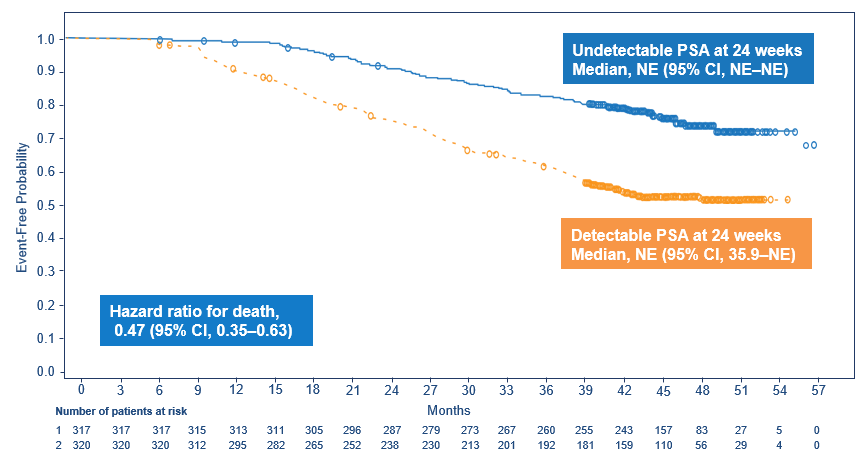 Undetectable PSA at 24 weeks
Median, NE (95% CI, NE–NE)
Detectable PSA at 24 weeks
Median, NE (95% CI, 35.9–NE)
Hazard ratio for death,
0.47 (95% CI, 0.35–0.63)
Event-Free Probability
1.0
0.9
0.8
0.7
0.6
0.5
0.4
0.3
0.2
0.1
0.0
0 3 6 9 12 15 18 21 24 27 30 33 36 39 42 45 48 51 54 57
Months
Number of patients at risk
1 317 317 317 315 313 311 305 296 287 279 273 267 260 255 243 157 83 27 5 0
2 320 320 320 312 295 282 265 252 238 230 213 201 192 181 159 110 56 29 4 0